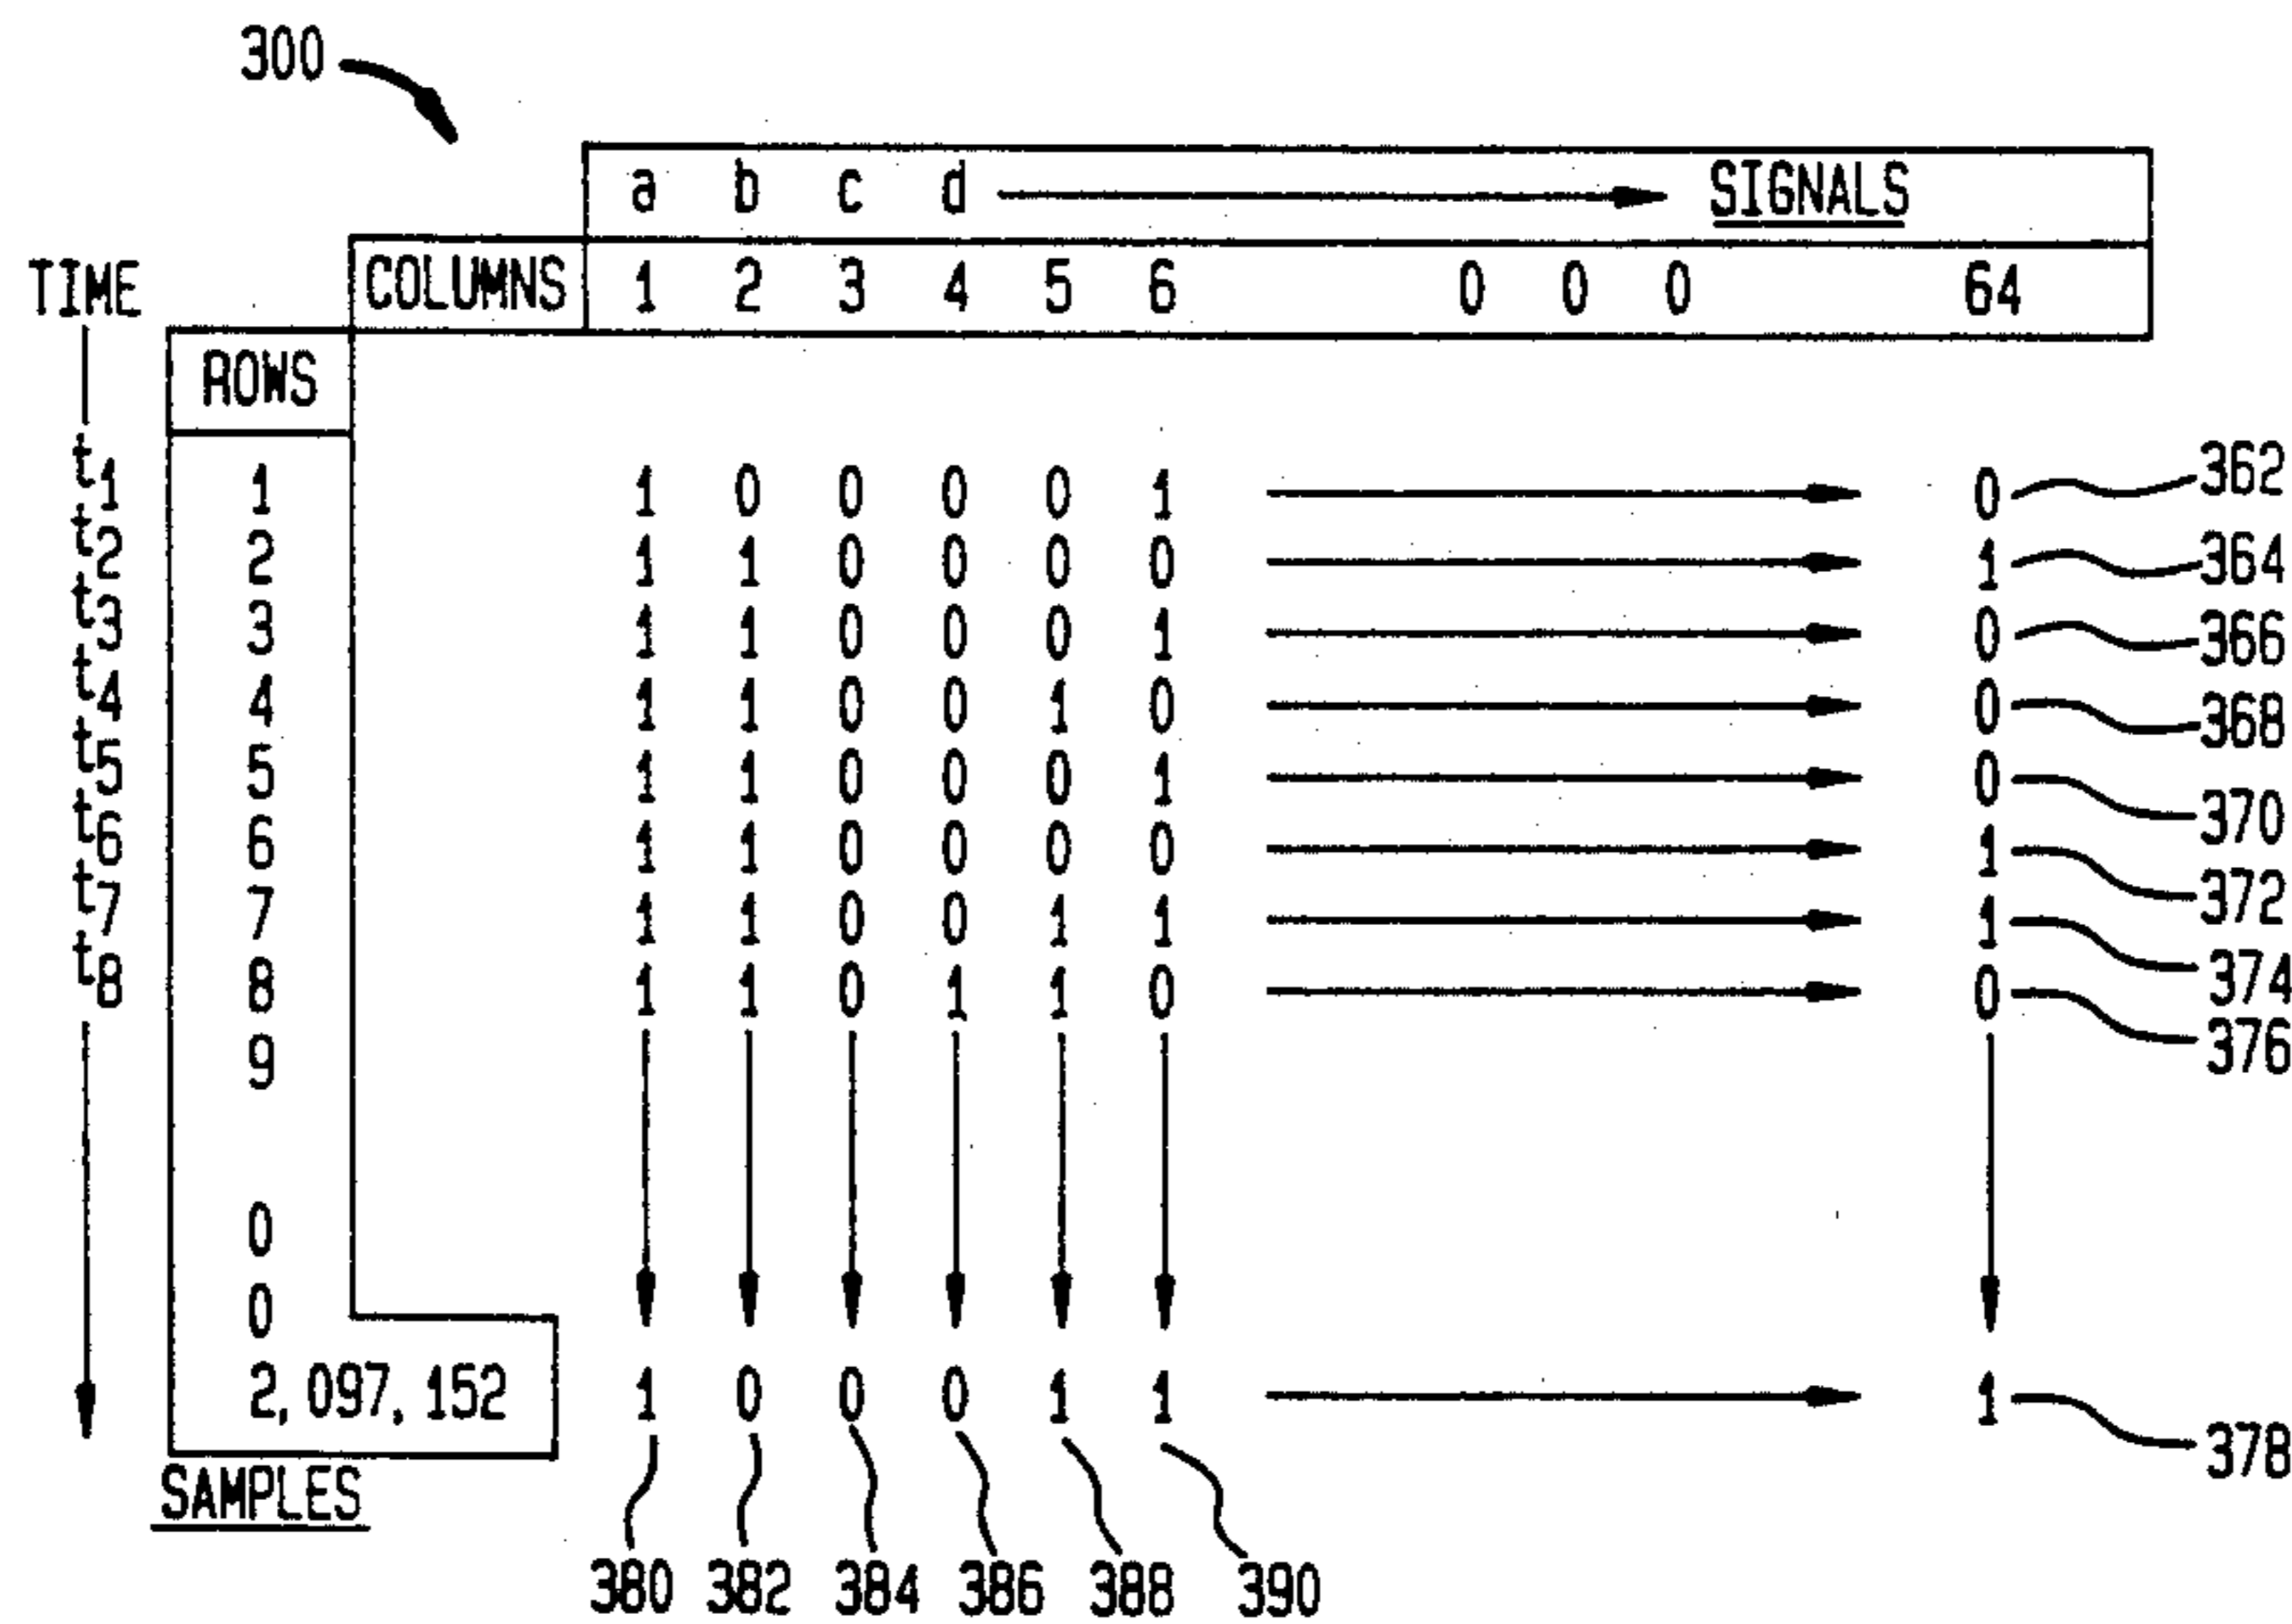 300
a b c d SIGNALS
TIME COLUMNS 1 2 3 4 5 6 0 0 0 64
ROWS
t1 1 1 0 0 0 0 1 0 362
t2 2 1 1 0 0 0 0 1 364
t3 3 1 1 0 0 0 1 0 366
t4 4 1 1 0 0 1 0 0 368
t5 5 1 1 0 0 0 1 0 370
t6 6 1 1 0 0 0 0 1 372
t7 7 1 1 0 0 1 1 1 374
t8 8 1 1 0 1 1 0 0 376
9
0
0
2,097,152 1 0 0 0 1 1 1 378
SAMPLES
380 382 384 386 388 390